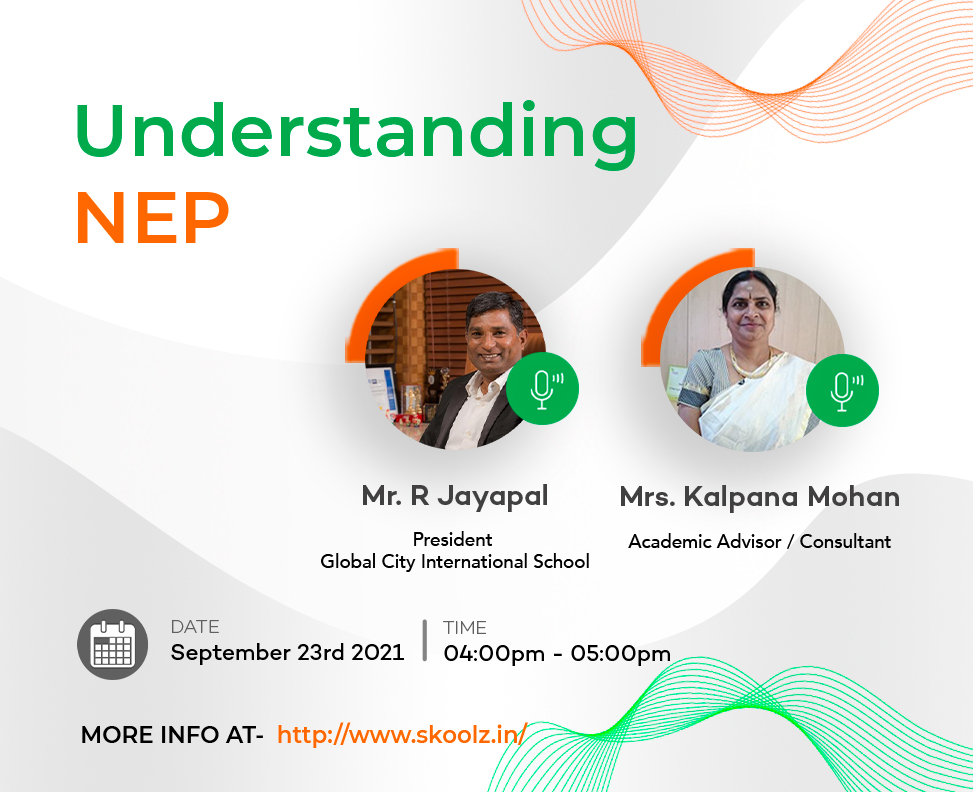 Understanding
NEP
Mr. R Jayapal
President
Global City International School
Mrs. Kalpana Mohan
Academic Advisor / Consultant
DATE
September 23rd 2021
TIME
04:00pm - 05:00pm
MORE INFO AT- http://www.skoolz.in/